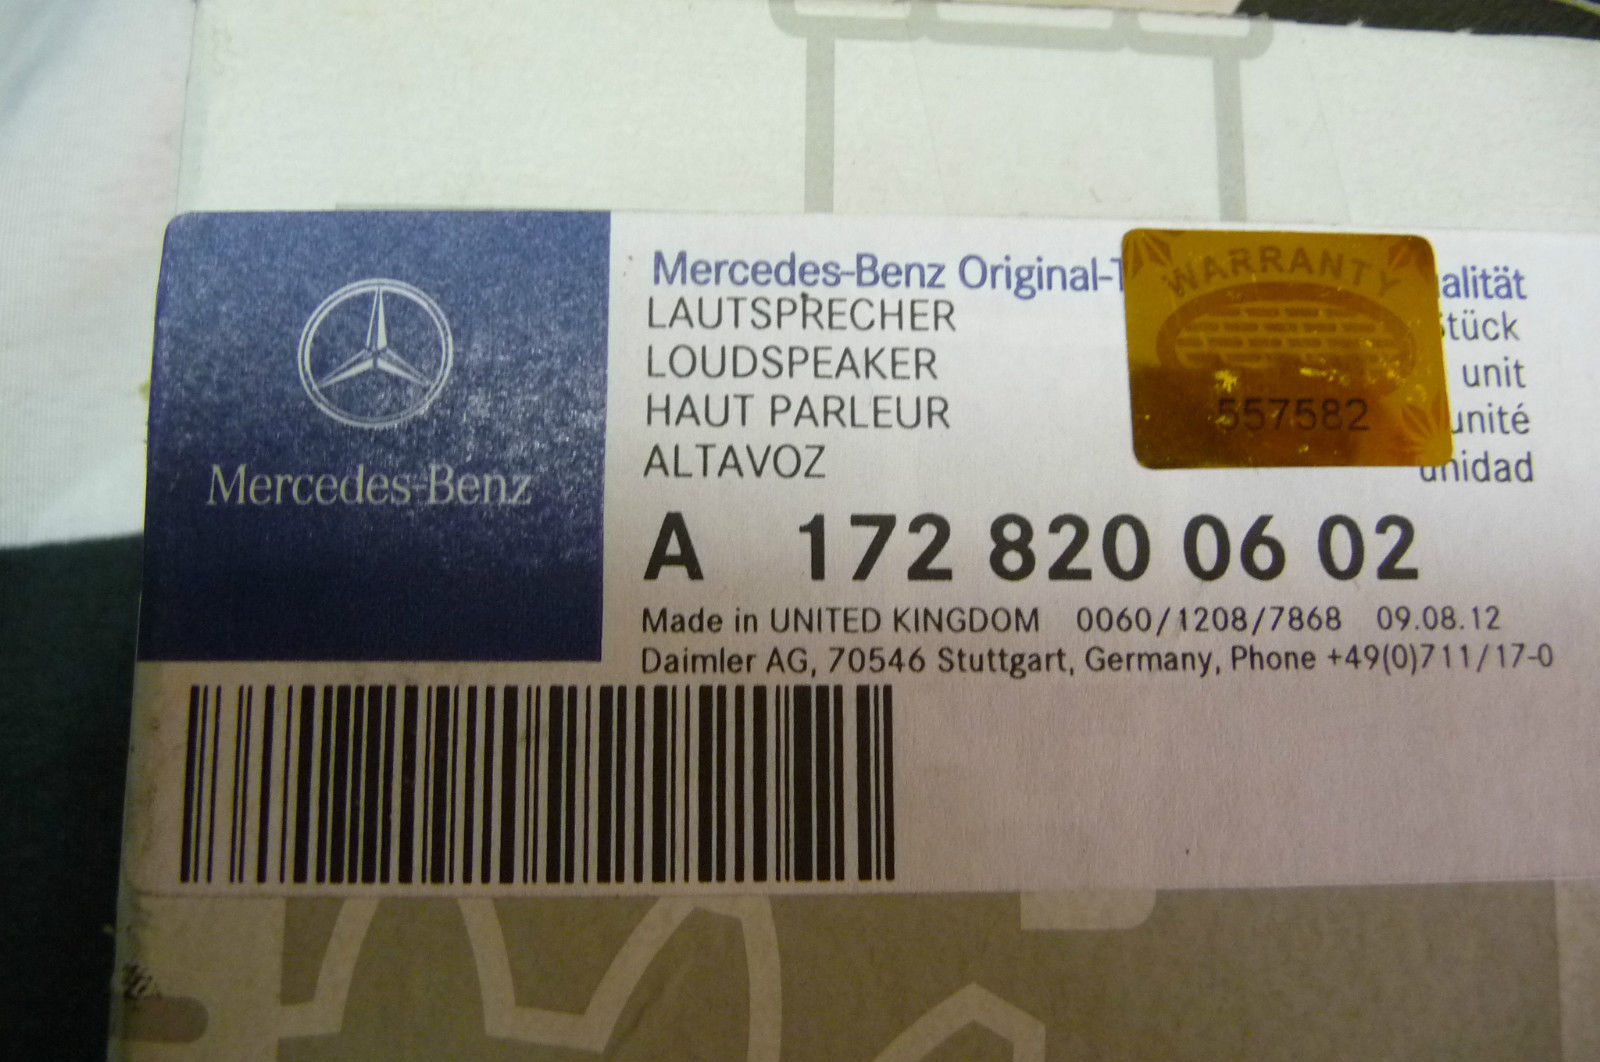 Mercedes-Benz
Mercedes-Benz Original-
LAUTSPRECHER
LOUDSPEAKER
HAUT PARLEUR
ALTAVOZ
WARRANTY
557582
alität
tück
unit
unité
unidad
A 172 820 06 02
Made in UNITED KINGDOM 0060/1208/7868 09.08.12
Daimler AG, 70546 Stuttgart, Germany, Phone +49(0)711/17-0